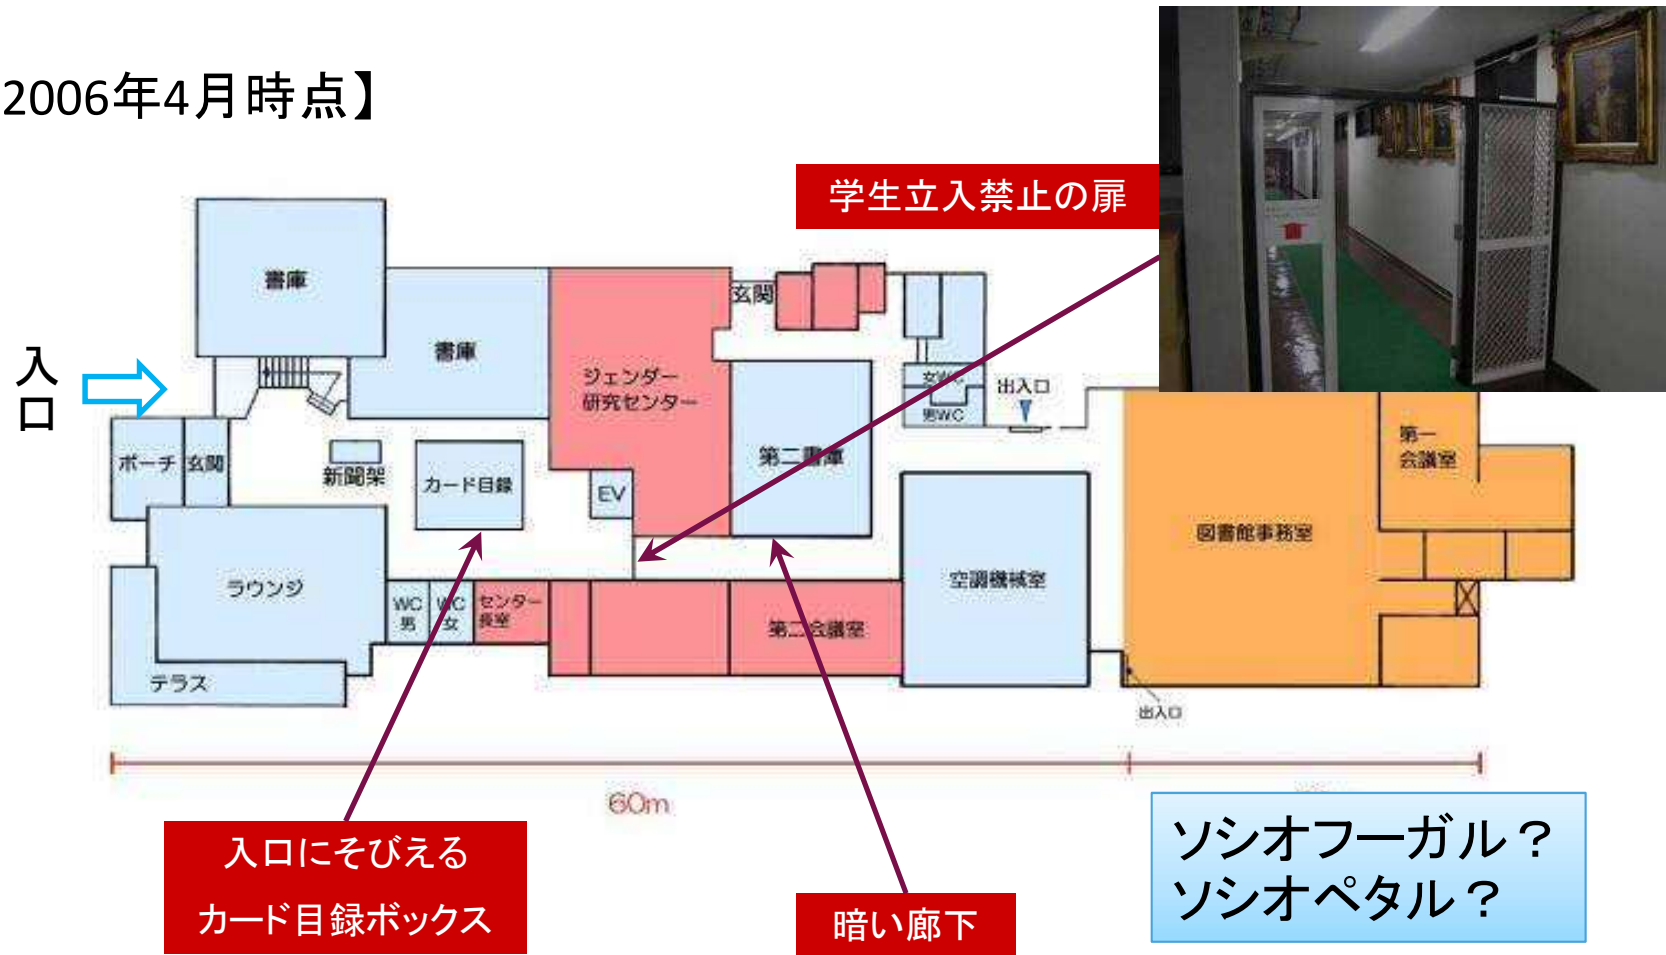 2006年4月時点】
学生立入禁止の扉
書庫
玄関
書庫
入
口
ジェンダー
研究センター
女WC
男WC
出入口
第一
会議室
ポーチ
玄関
新聞架
カード目録
EV
第二書庫
図書館事務室
ラウンジ
空調機械室
WC
男
WC
女
センター
長室
第二会議室
テラス
出入口
60m
入口にそびえる
カード目録ボックス
暗い廊下
ソシオフーガル？
ソシオペタル？